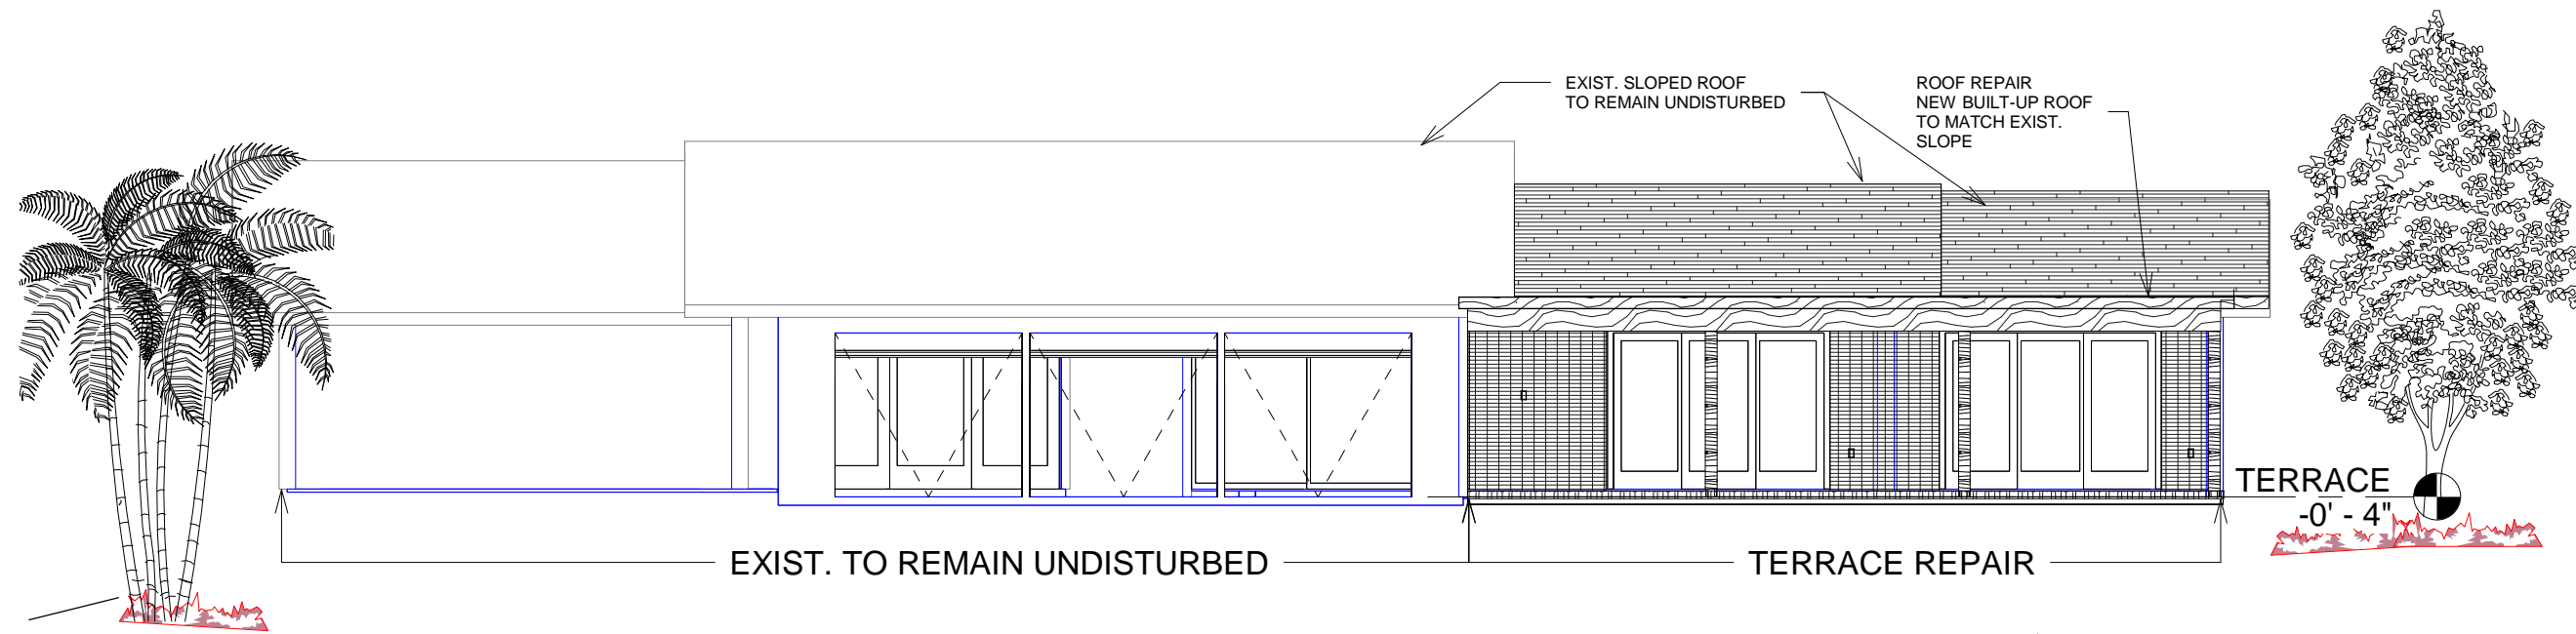 EXIST. SLOPED ROOF
TO REMAIN UNDISTURBED
ROOF REPAIR
NEW BUILT-UP ROOF
TO MATCH EXIST.
SLOPE
TERRACE
-0' - 4"
EXIST. TO REMAIN UNDISTURBED
TERRACE REPAIR